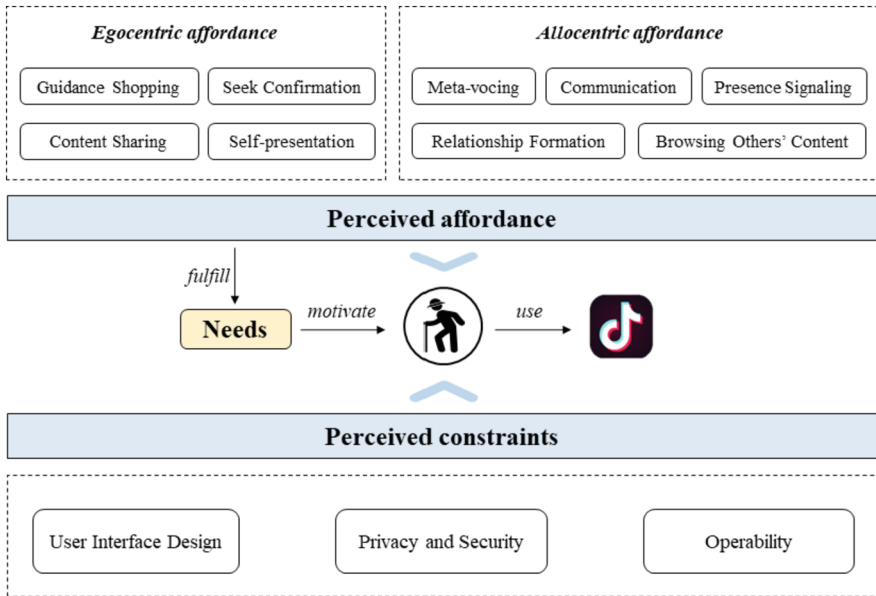 Egocentric affordance
Allocentric affordance
Guidance Shopping
Seek Confirmation
Meta-vocing
Communication
Presence Signaling
Content Sharing
Self-presentation
Relationship Formation
Browsing Others' Content
Perceived affordance
fulfill
Needs
motivate
use
Perceived constraints
User Interface Design
Privacy and Security
Operability